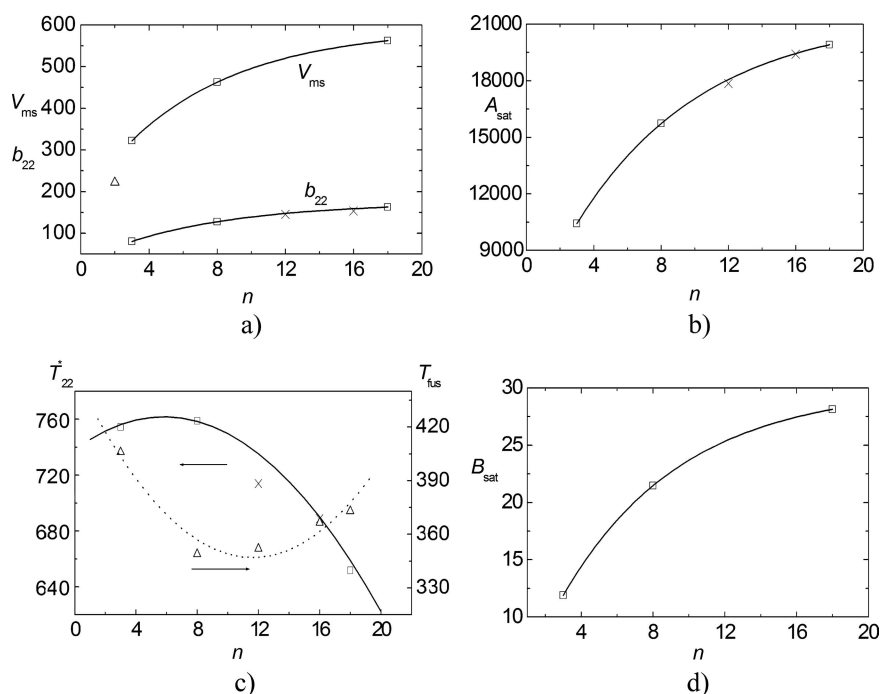 600
500
V_ms
400
V_ms
300
b_22
200
b_22
100
0 4 8 12 16 20
n
a)
21000
18000
A_sat
15000
12000
9000
0 4 8 12 16 20
n
b)
T*_22
T_fus
760
420
720
390
680
360
640
330
0 4 8 12 16 20
n
c)
30
25
B_sat
20
15
10
4 8 12 16 20
n
d)